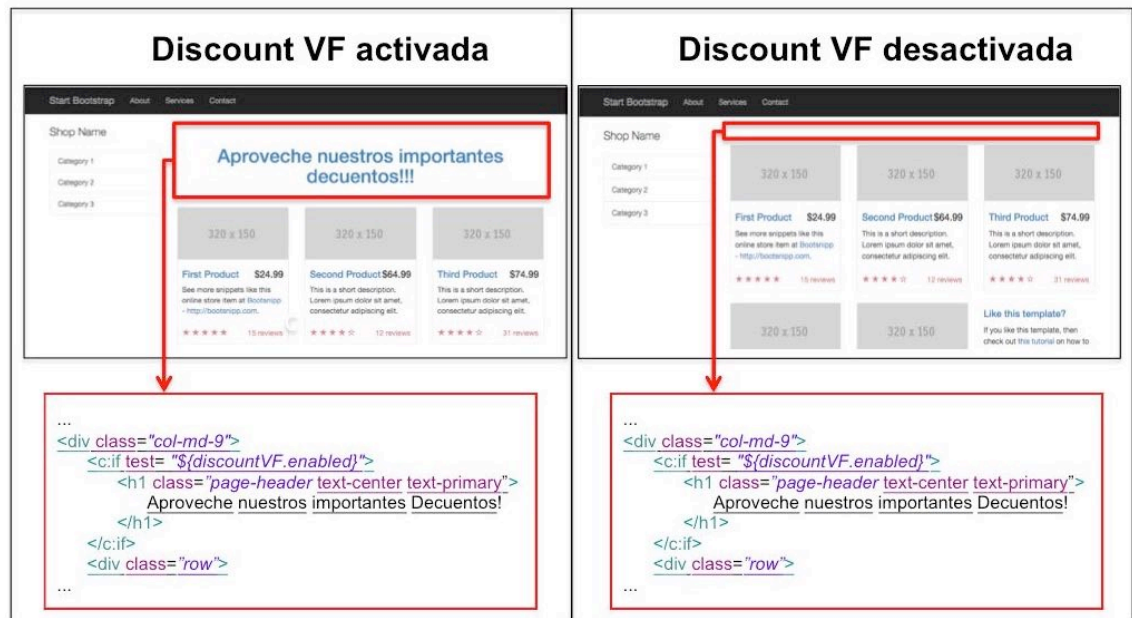 Discount VF activada
Start Bootstrap About Services Contact
Shop Name
Category 1
Category 2
Category 3
Aproveche nuestros importantes
decuentos!!!
320 x 150
320 x 150
320 x 150
First Product $24.99
See more snippets like this
online store item at Bootsnipp
- http://bootsnipp.com.
★★★★★ 15 reviews
Second Product $64.99
This is a short description.
Lorem ipsum dolor sit amet,
consectetur adipiscing elit.
★★★★☆ 12 reviews
Third Product $74.99
This is a short description.
Lorem ipsum dolor sit amet,
consectetur adipiscing elit.
★★★★☆ 31 reviews
...
<div class="col-md-9">
<c:if test= "${discountVF.enabled}">
<h1 class="page-header text-center text-primary">
Aproveche nuestros importantes Decuentos!
</h1>
</c:if>
<div class="row">
...
Discount VF desactivada
Start Bootstrap About Services Contact
Shop Name
Category 1
Category 2
Category 3
320 x 150
320 x 150
320 x 150
First Product $24.99
See more snippets like this
online store item at Bootsnipp
- http://bootsnipp.com.
★★★★★ 15 reviews
Second Product $64.99
This is a short description.
Lorem ipsum dolor sit amet,
consectetur adipiscing elit.
★★★★☆ 12 reviews
Third Product $74.99
This is a short description.
Lorem ipsum dolor sit amet,
consectetur adipiscing elit.
★★★★☆ 31 reviews
320 x 150
320 x 150
Like this template?
If you like this template, then
check out this tutorial on how to
...
<div class="col-md-9">
<c:if test= "${discountVF.enabled}">
<h1 class="page-header text-center text-primary">
Aproveche nuestros importantes Decuentos!
</h1>
</c:if>
<div class="row">
...